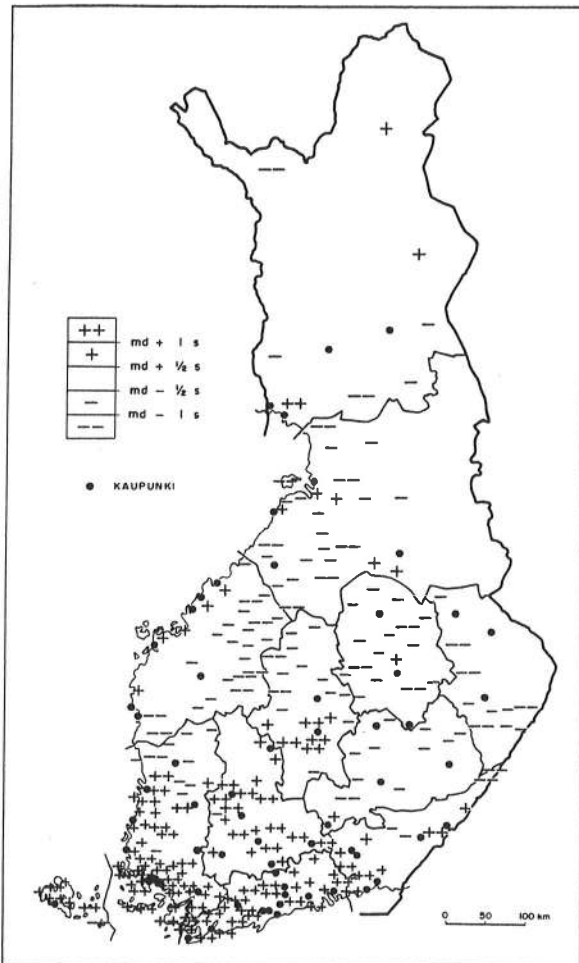 ++
md + 1 s
+
md + ½ s
md - ½ s
-
md - 1 s
--
● KAUPUNKI
0 50 100 km